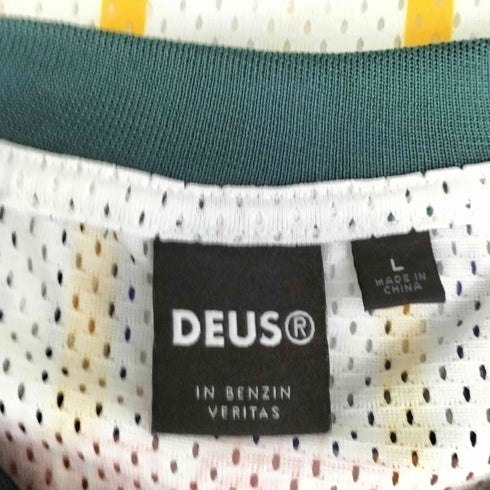 DEUS®
IN BENZIN
VERITAS
L
MADE IN
CHINA